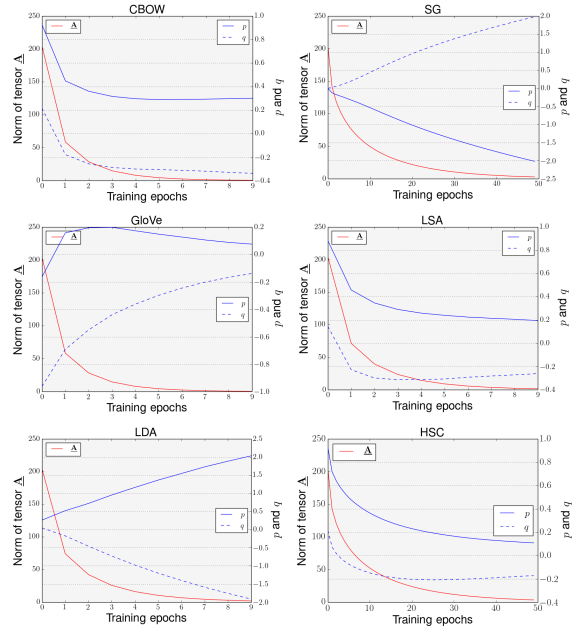 CBOW
SG
Norm of tensor A
250
200
150
100
50
0
A
p
q
1.0
0.8
0.6
0.4
0.2
0.0
−0.2
−0.4
p and q
0 1 2 3 4 5 6 7 8 9
Training epochs
Norm of tensor A
250
200
150
100
50
0
A
p
q
2.0
1.5
1.0
0.5
0.0
−0.5
−1.0
−1.5
−2.0
−2.5
p and q
0 10 20 30 40 50
Training epochs
GloVe
LSA
Norm of tensor A
250
200
150
100
50
0
A
p
q
0.2
0.0
−0.2
−0.4
−0.6
−0.8
−1.0
p and q
0 1 2 3 4 5 6 7 8 9
Training epochs
Norm of tensor A
250
200
150
100
50
0
A
p
q
1.0
0.8
0.6
0.4
0.2
0.0
−0.2
−0.4
p and q
0 1 2 3 4 5 6 7 8 9
Training epochs
LDA
HSC
Norm of tensor A
250
200
150
100
50
0
A
p
q
2.5
2.0
1.5
1.0
0.5
0.0
−0.5
−1.0
−1.5
−2.0
p and q
0 1 2 3 4 5 6 7 8 9
Training epochs
Norm of tensor A
250
200
150
100
50
0
A
p
q
1.0
0.8
0.6
0.4
0.2
0.0
−0.2
−0.4
p and q
0 10 20 30 40 50
Training epochs